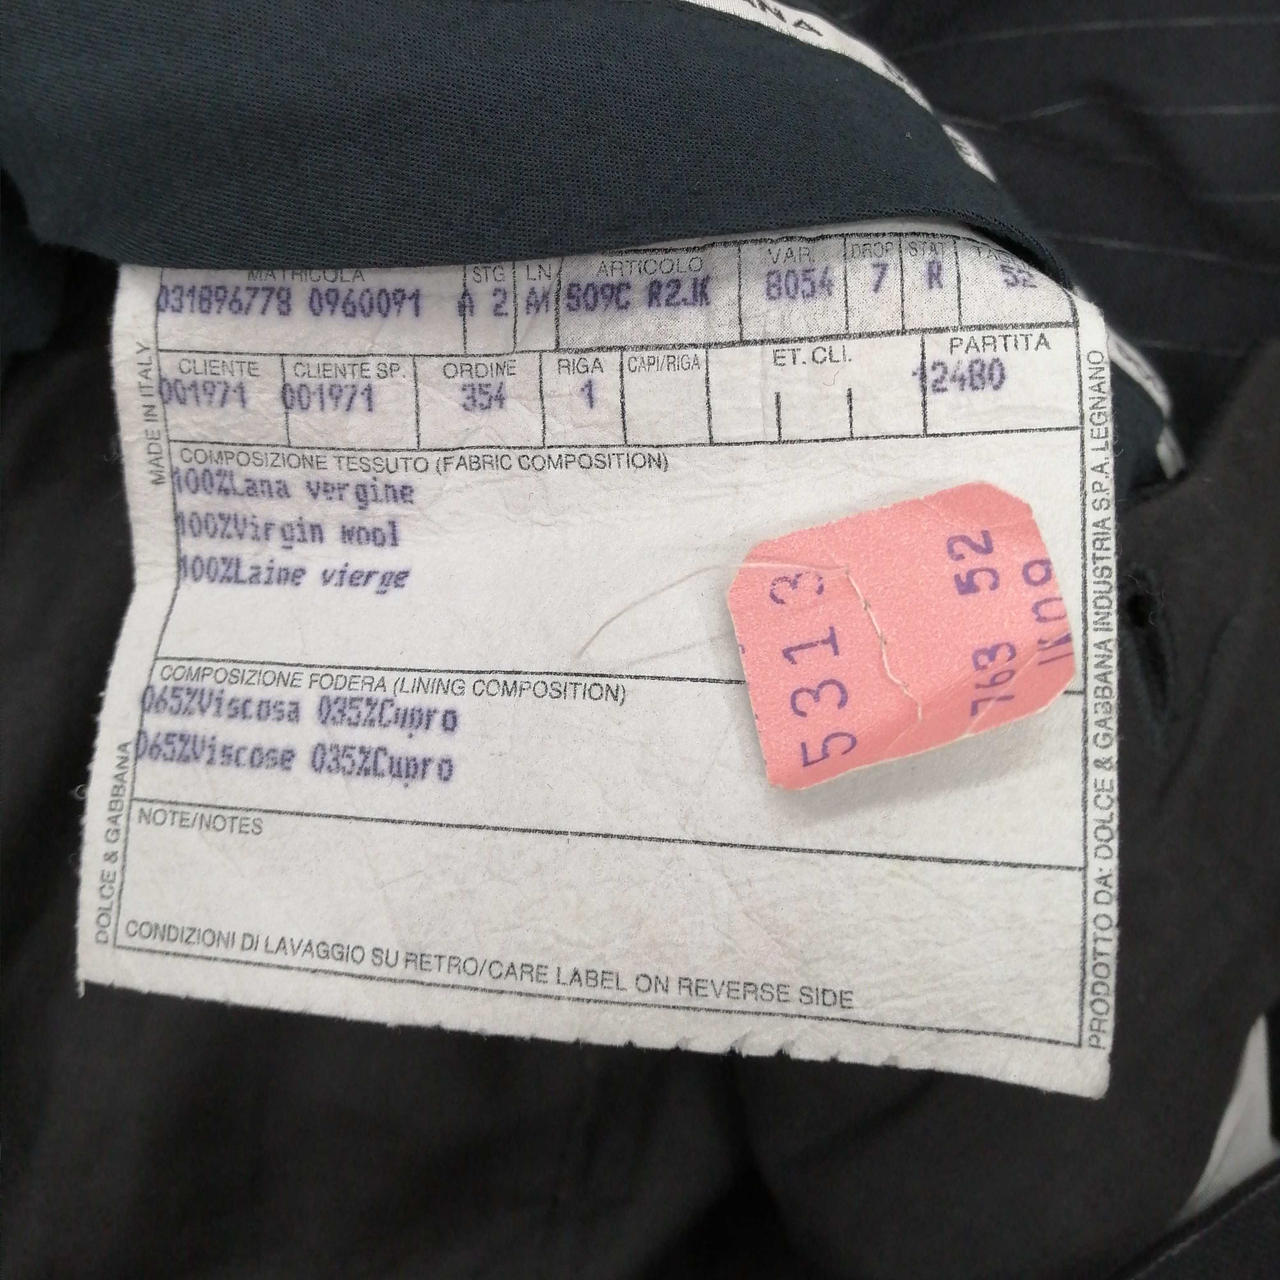 MATRICOLA STG LN ARTICOLO VAR. DROP STAT
031896778 0960091 A 2 509C R2JK 8054 7 R 52
CLIENTE CLIENTE SP. ORDINE RIGA CAPI/RIGA ET. CLI. PARTITA
001971 001971 354 1 12480
COMPOSIZIONE TESSUTO (FABRIC COMPOSITION)
100%Lana vergine
100%Virgin wool
100%Laine vierge
COMPOSIZIONE FODERA (LINING COMPOSITION)
065%Viscosa 035%Cupro
065%Viscose 035%Cupro
NOTE/NOTES
CONDIZIONI DI LAVAGGIO SU RETRO/CARE LABEL ON REVERSE SIDE
MADE IN ITALY
DOLCE & GABBANA
PRODOTTO DA: DOLCE & GABBANA INDUSTRIA S.P.A. LEGNANO
5313
763 52